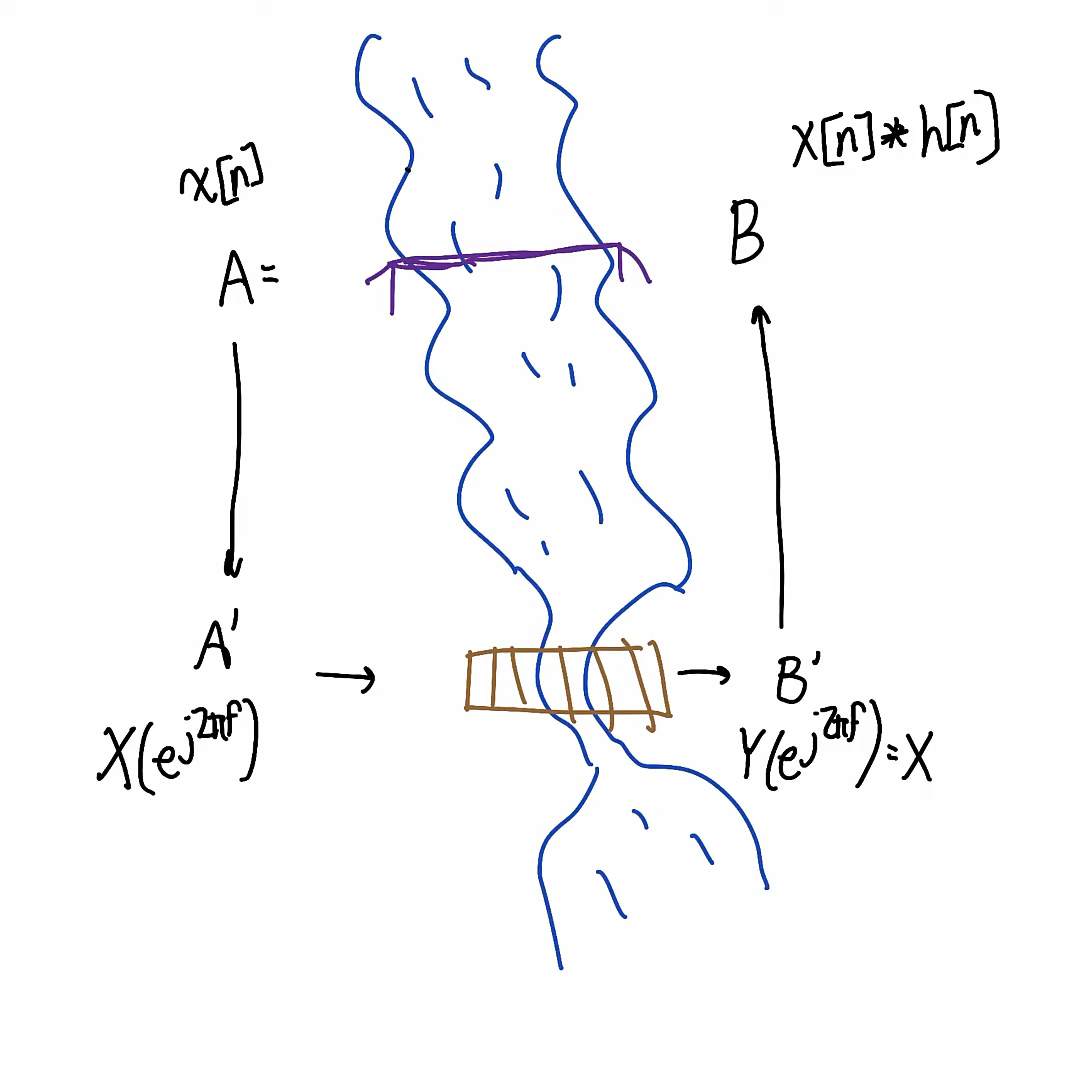 x[n]
X[n]*h[n]
A=
B
A'
B'
X(e^{j2πf})
Y(e^{j2πf})=X